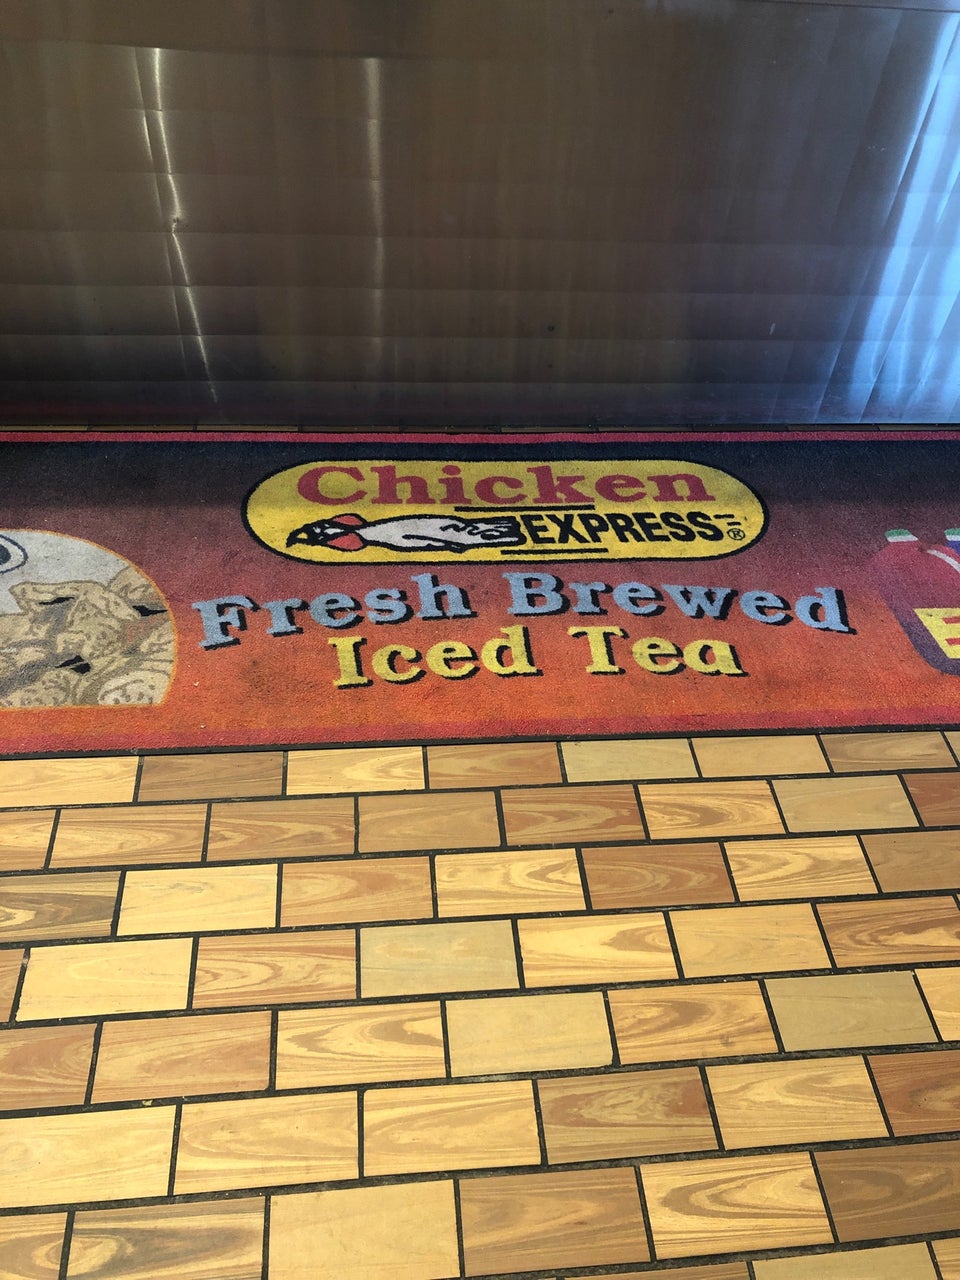 Chicken
EXPRESS®
Fresh Brewed
Iced Tea